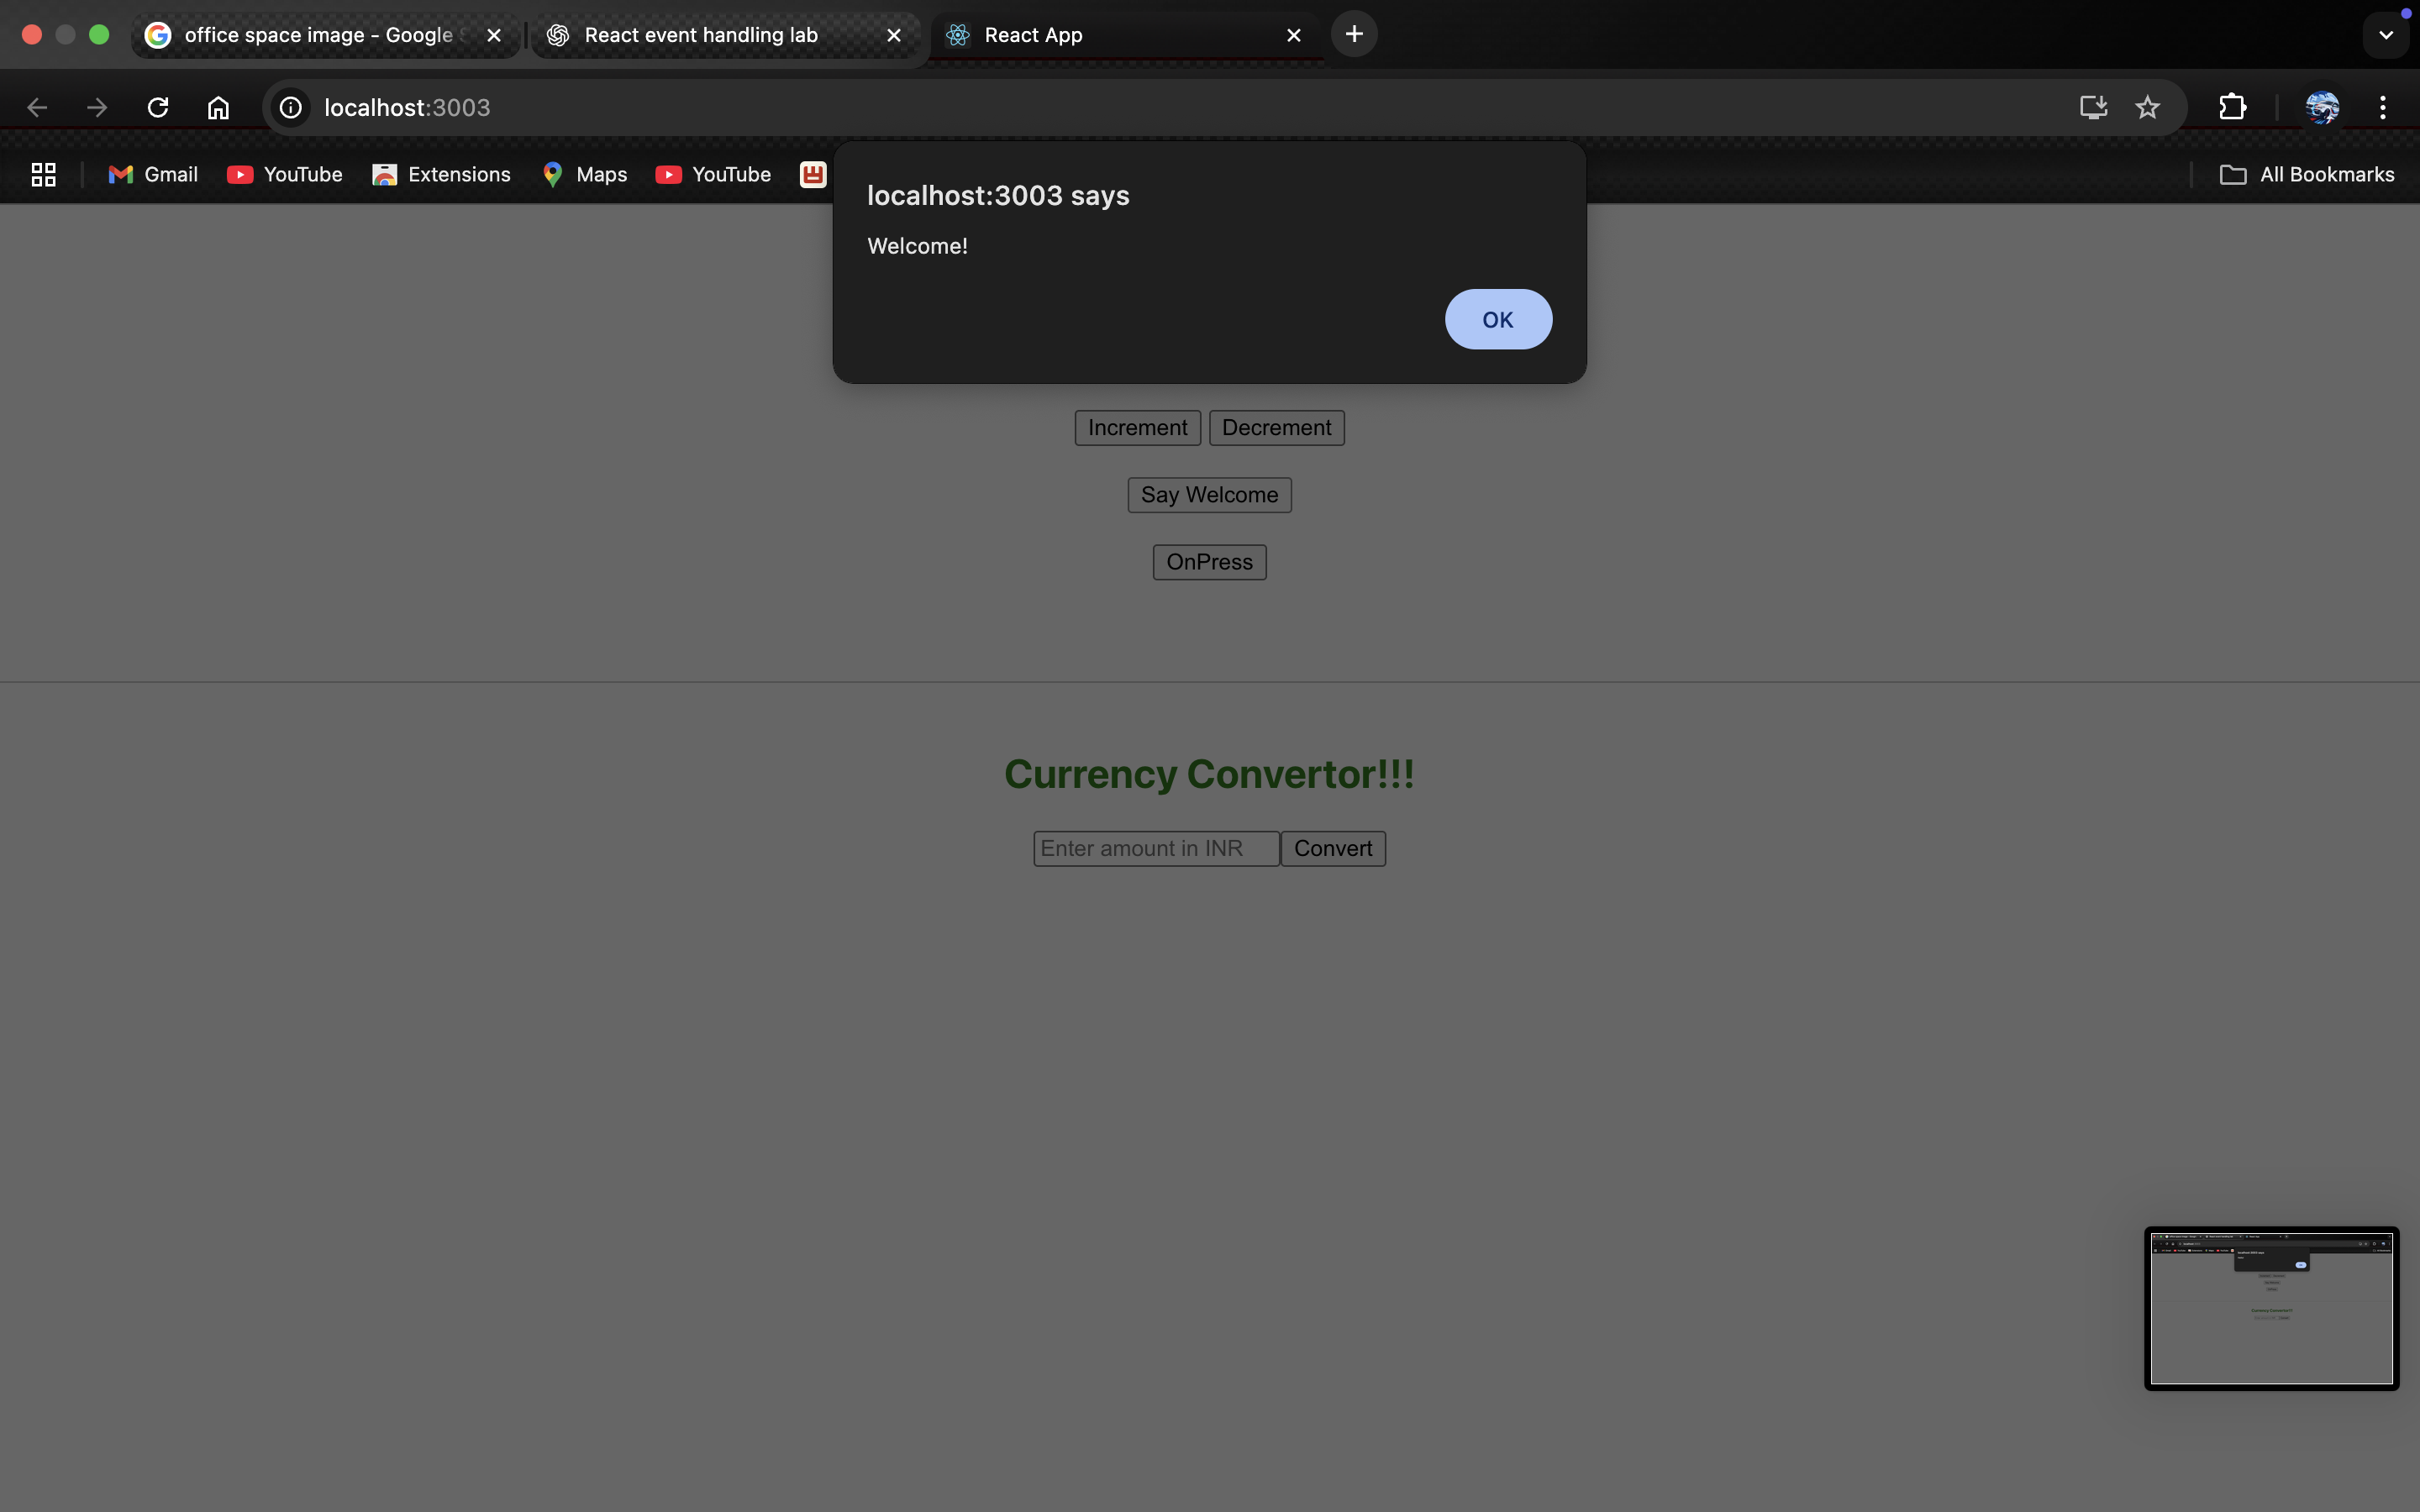 office space image - Google
React event handling lab
React App
localhost:3003
Gmail
YouTube
Extensions
Maps
YouTube
All Bookmarks
localhost:3003 says
Welcome!
OK
Increment
Decrement
Say Welcome
OnPress
Currency Convertor!!!
Enter amount in INR
Convert